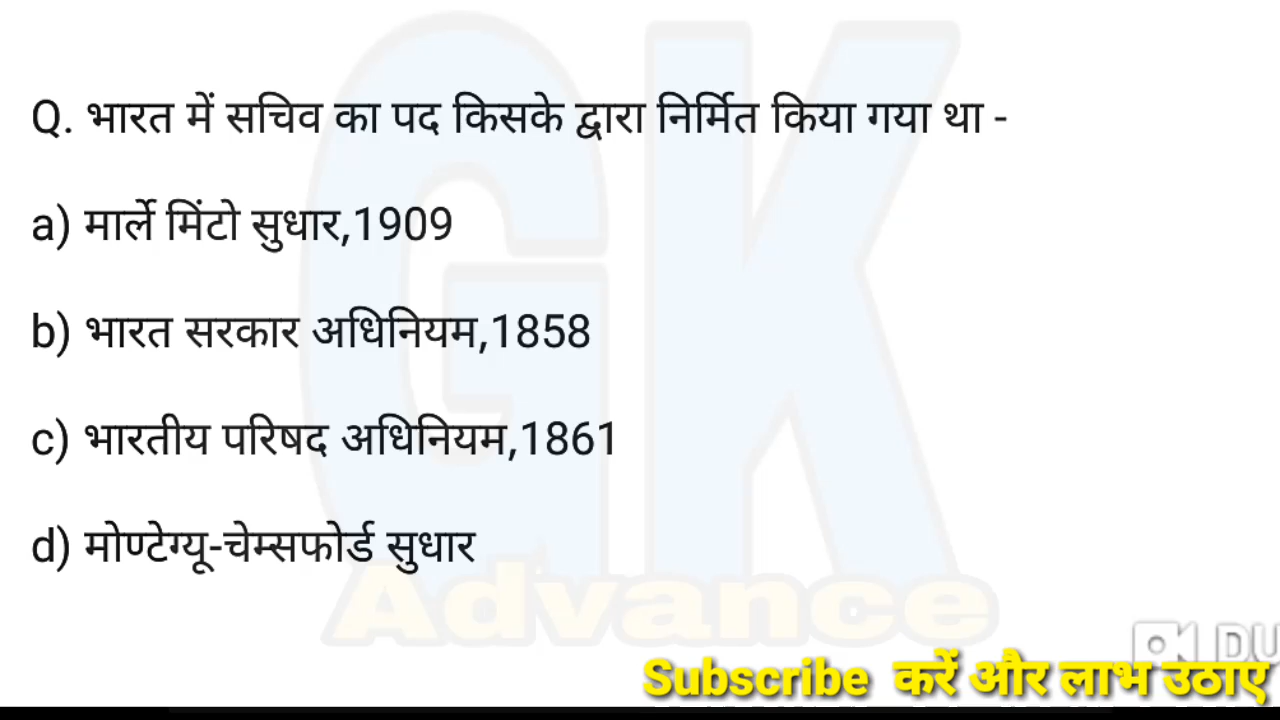 Q. भारत में सचिव का पद किसके द्वारा निर्मित किया गया था -
a) मार्ले मिंटो सुधार,1909
b) भारत सरकार अधिनियम,1858
c) भारतीय परिषद अधिनियम,1861
d) मोण्टेग्यू-चेम्सफोर्ड सुधार
GK
Advance
DU
Subscribe करें और लाभ उठाए